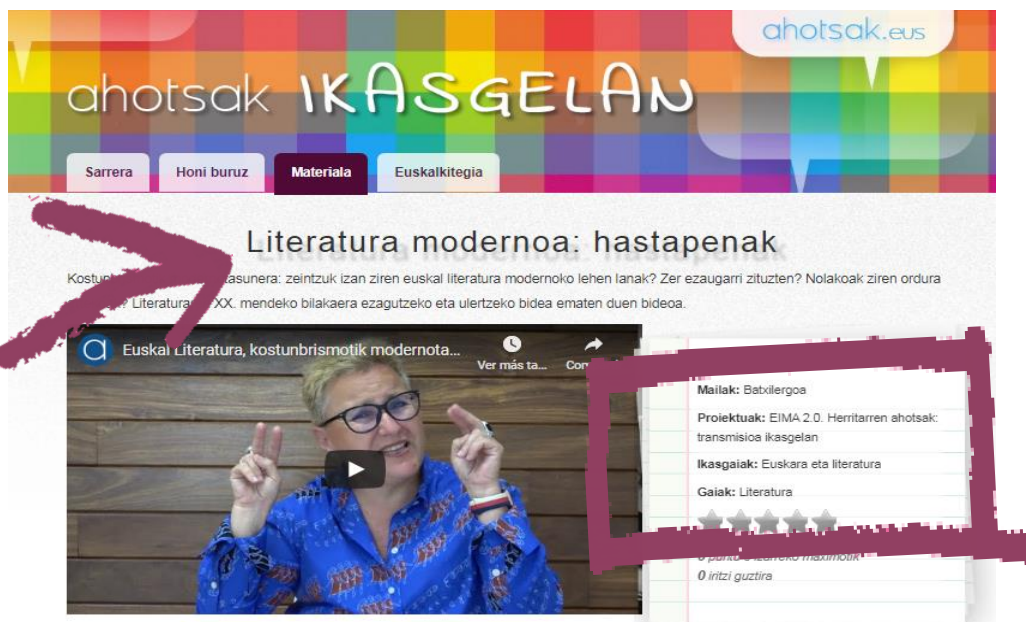 ahotsak.eus
ahotsak IKASGELAN
Sarrera Honi buruz Materiala Euskalkitegia
Literatura modernoa: hastapenak
zeintzuk izan ziren euskal literatura modernoko lehen lanak? Zer ezaugarri zituzten? Nolakoak ziren ordura
XX. mendeko bilakaera ezagutzeko eta ulertzeko bidea ematen duen bideoa.
Euskal Literatura, kostunbrismotik modernota...
Ver más ta...
Mailak: Batxilergoa
Proiektuak: EIMA 2.0. Herritarren ahotsak:
transmisioa ikasgelan
Ikasgaiak: Euskara eta literatura
Gaiak: Literatura
0 iritzi guztira